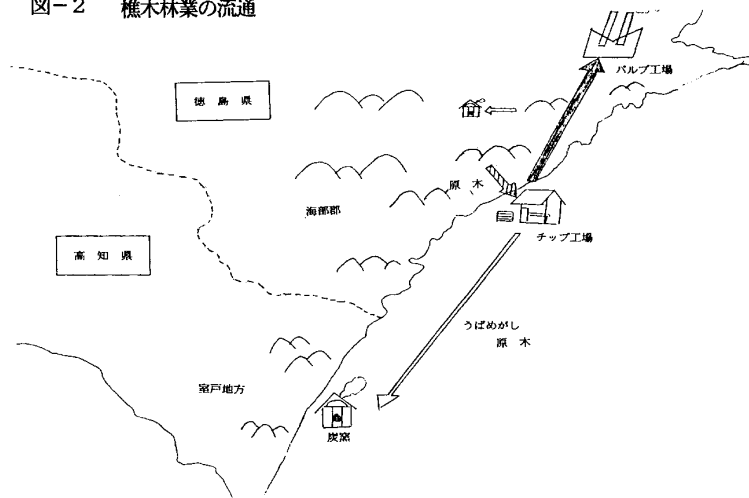 図-2 樵木林業の流通
パルプ工場
徳島県
原木
海部郡
チップ工場
高知県
うばめがし
原木
室戸地方
炭窯